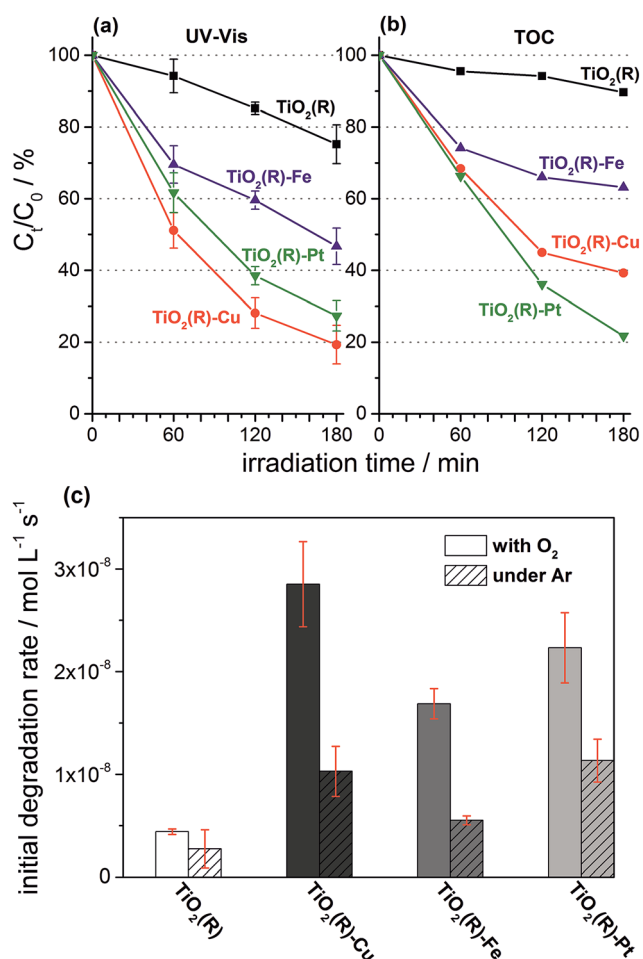 (a) UV-Vis
(b) TOC
C_t/C_0 / %
100
80
60
40
20
0
TiO₂(R)
TiO₂(R)-Fe
TiO₂(R)-Pt
TiO₂(R)-Cu
TiO₂(R)
TiO₂(R)-Fe
TiO₂(R)-Cu
TiO₂(R)-Pt
0 60 120 180
0 60 120 180
irradiation time / min
(c)
initial degradation rate / mol L⁻¹ s⁻¹
with O₂
under Ar
3x10⁻⁸
2x10⁻⁸
1x10⁻⁸
0
TiO₂(R)
TiO₂(R)-Cu
TiO₂(R)-Fe
TiO₂(R)-Pt